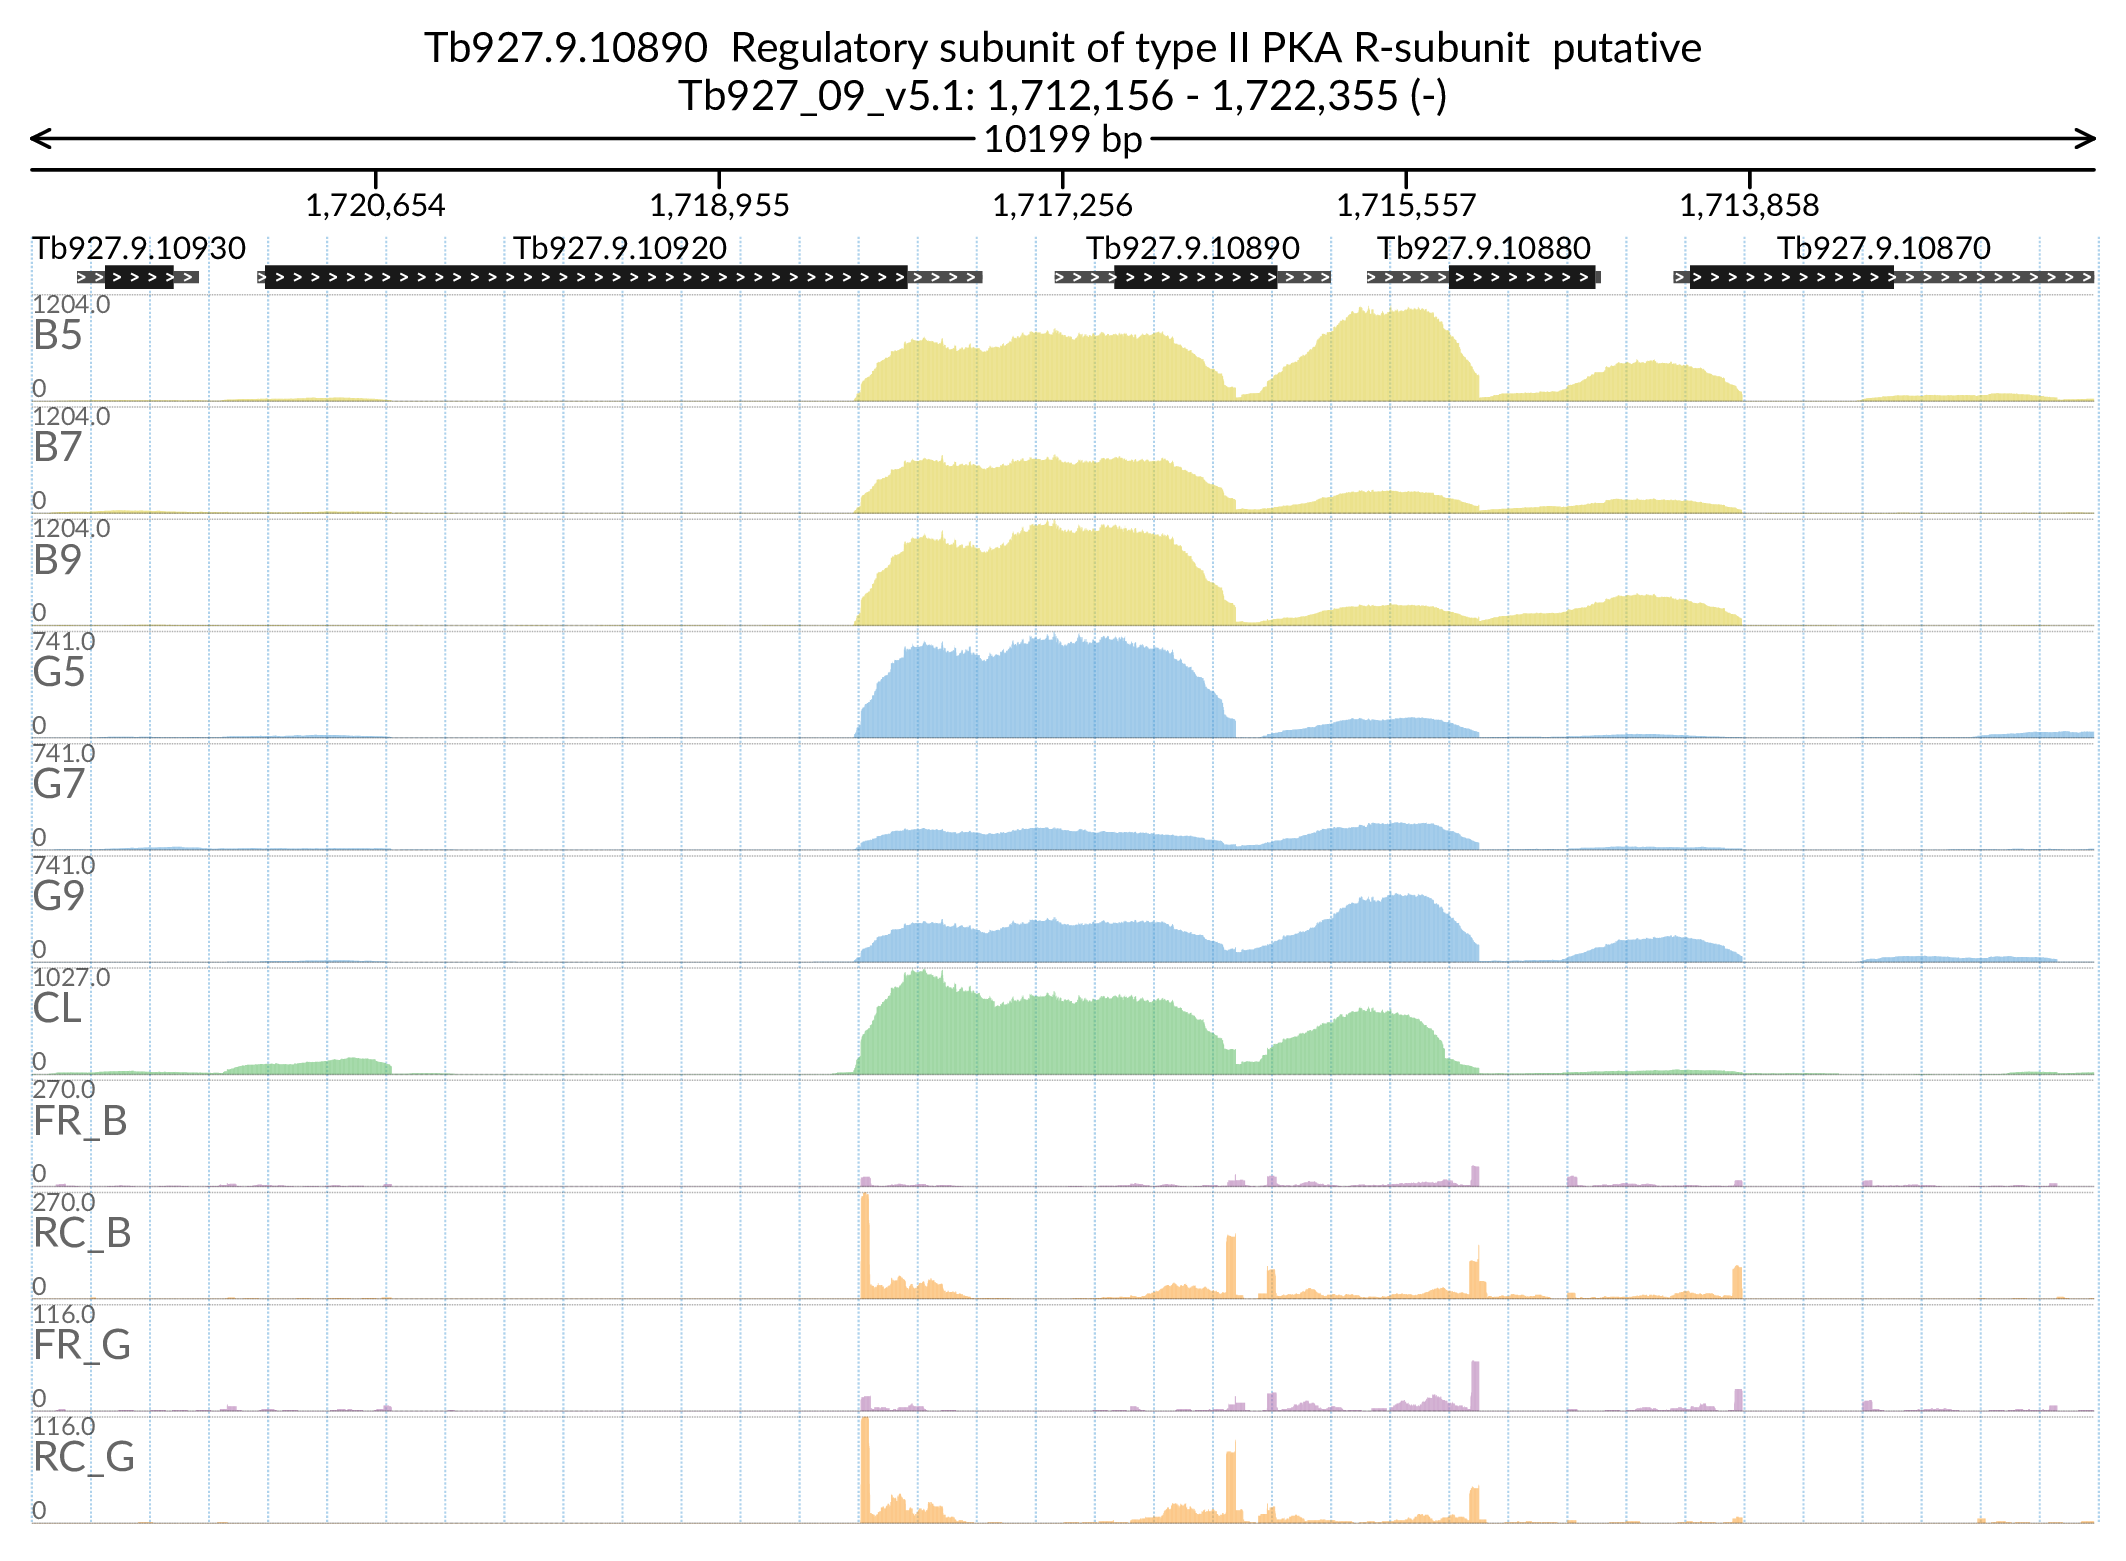 Tb927.9.10890  Regulatory subunit of type II PKA R-subunit  putative
Tb927_09_v5.1: 1,712,156 - 1,722,355 (-)
10199 bp
1,720,654 1,718,955 1,717,256 1,715,557 1,713,858
Tb927.9.10930 Tb927.9.10920 Tb927.9.10890 Tb927.9.10880 Tb927.9.10870
1204.0
B5
0
1204.0
B7
0
1204.0
B9
0
741.0
G5
0
741.0
G7
0
741.0
G9
0
1027.0
CL
0
270.0
FR_B
0
270.0
RC_B
0
116.0
FR_G
0
116.0
RC_G
0